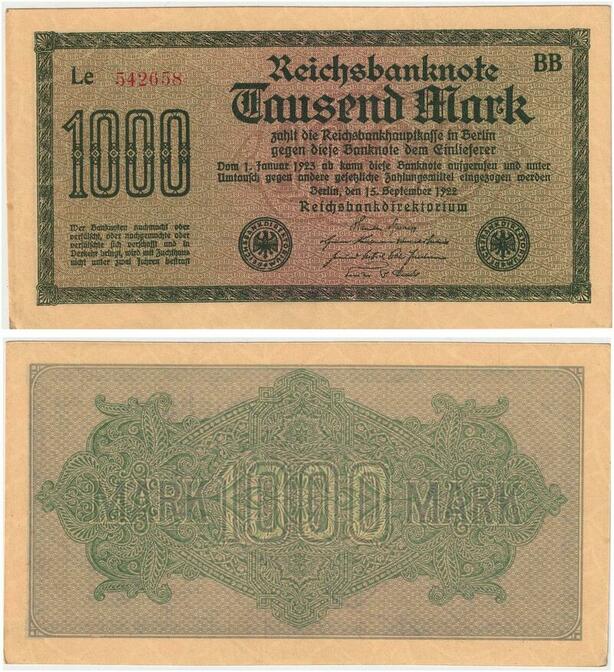 Le 542658
Reichsbanknote
BB
Tausend Mark
1000
zahlt die Reichsbankhauptkasse in Berlin
gegen diese Banknote dem Einlieferer
Vom 1. Januar 1923 ab kann diese Banknote aufgerufen und unter
Umtausch gegen andere gesetzliche Zahlungsmittel eingezogen werden
Berlin, den 15. September 1922
Reichsbankdirektorium
Wer Banknoten nachmacht oder
verfälscht, oder nachgemachte oder
verfälschte sich verschafft und in
Verkehr bringt, wird mit Zuchthaus
nicht unter zwei Jahren bestraft
MARK 1000 MARK